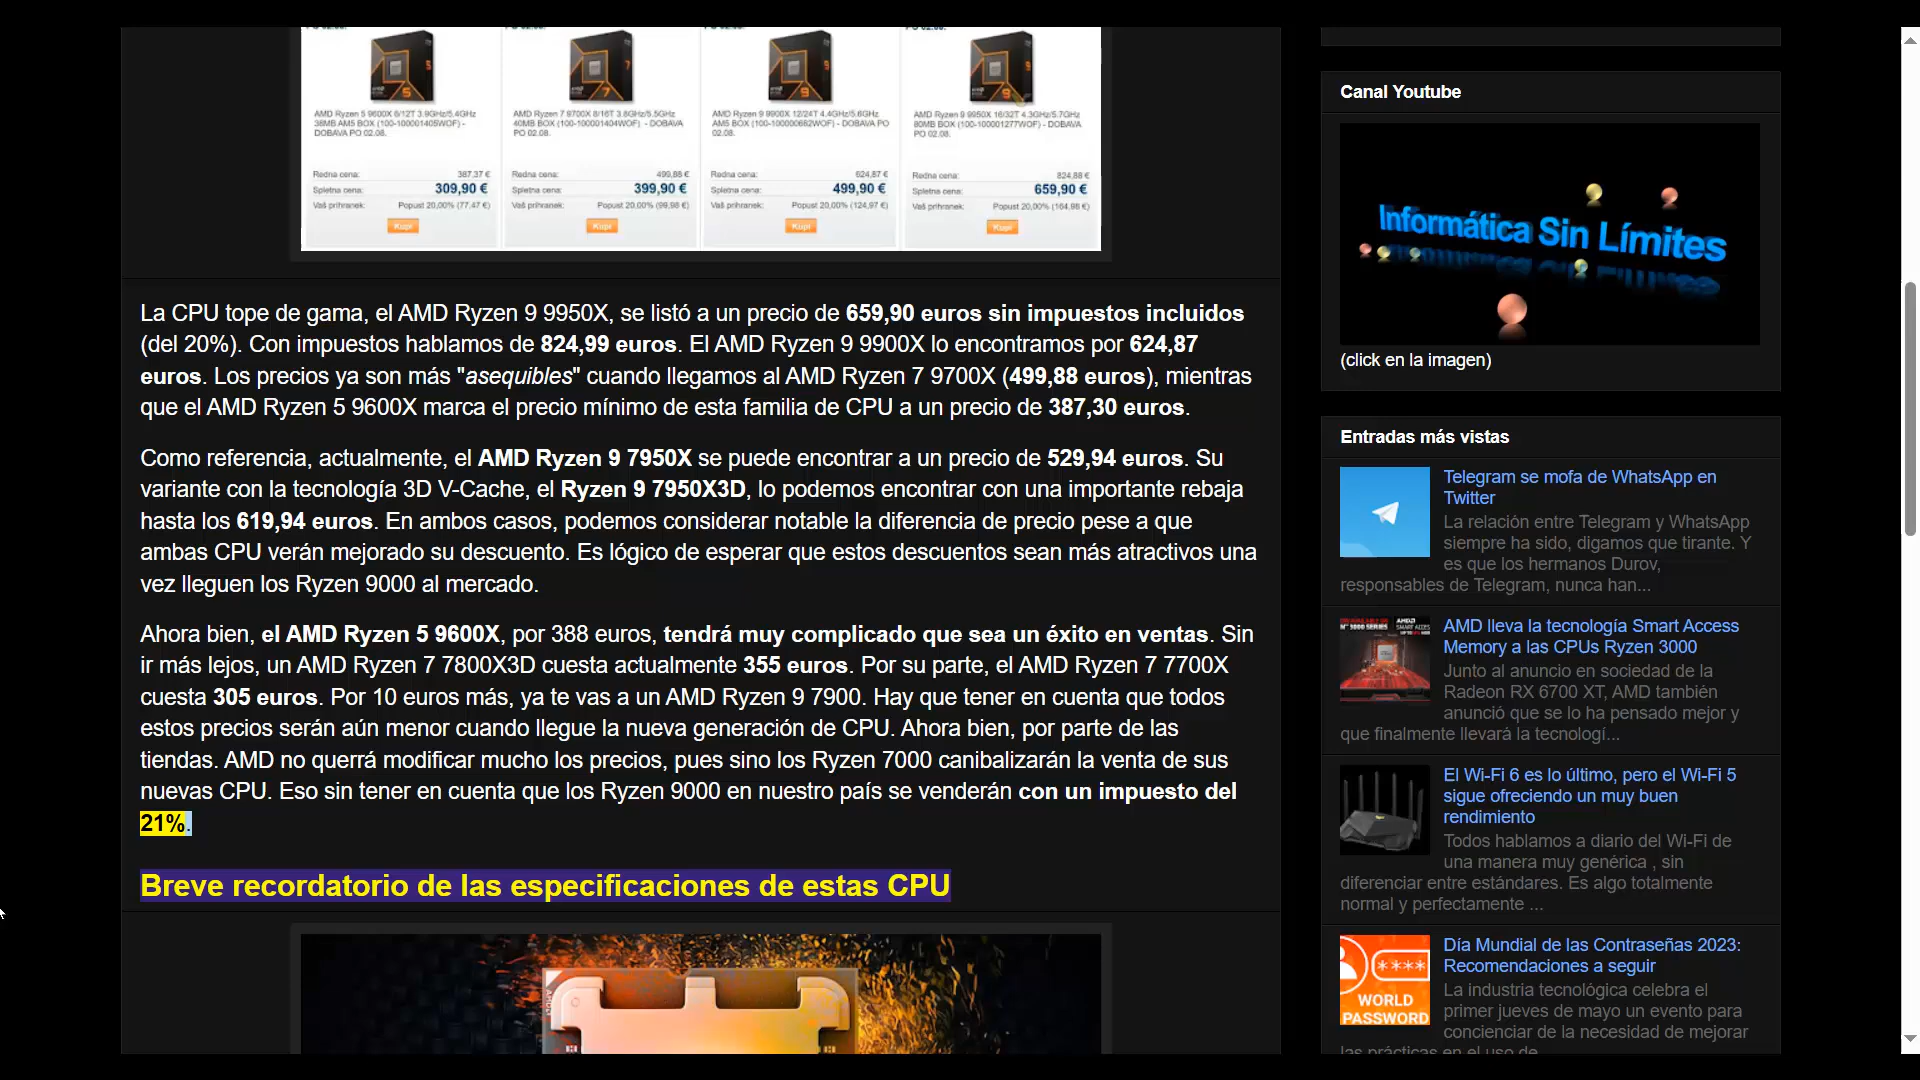 AMD Ryzen 5 9600X 6/12T 3.9GHz/5.4GHz
38MB AM5 BOX (100-100001405WOF) -
DOBAVA PO 02.08.
Redna cena: 387,37 €
Spletna cena: 309,90 €
Vaš prihranek: Popust 20,00% (77,47 €)
Kupi
AMD Ryzen 7 9700X 8/16T 3.8GHz/5.5GHz
40MB AM5 BOX (100-100001404WOF) -
DOBAVA PO 02.08.
Redna cena: 499,88 €
Spletna cena: 399,90 €
Vaš prihranek: Popust 20,00% (99,98 €)
Kupi
AMD Ryzen 9 9900X 12/24T 4.4GHz/5.6GHz
AM5 BOX (100-100000662WOF) - DOBAVA PO
02.08.
Redna cena: 624,87 €
Spletna cena: 499,90 €
Vaš prihranek: Popust 20,00% (124,97 €)
Kupi
AMD Ryzen 9 9950X 16/32T 4.3GHz/5.7GHz
80MB BOX (100-100001277WOF) - DOBAVA
PO 02.08.
Redna cena: 824,88 €
Spletna cena: 659,90 €
Vaš prihranek: Popust 20,00% (164,98 €)
Kupi
La CPU tope de gama, el AMD Ryzen 9 9950X, se listó a un precio de 659,90 euros sin impuestos incluidos
(del 20%). Con impuestos hablamos de 824,99 euros. El AMD Ryzen 9 9900X lo encontramos por 624,87
euros. Los precios ya son más "asequibles" cuando llegamos al AMD Ryzen 7 9700X (499,88 euros), mientras
que el AMD Ryzen 5 9600X marca el precio mínimo de esta familia de CPU a un precio de 387,30 euros.
Como referencia, actualmente, el AMD Ryzen 9 7950X se puede encontrar a un precio de 529,94 euros. Su
variante con la tecnología 3D V-Cache, el Ryzen 9 7950X3D, lo podemos encontrar con una importante rebaja
hasta los 619,94 euros. En ambos casos, podemos considerar notable la diferencia de precio pese a que
ambas CPU verán mejorado su descuento. Es lógico de esperar que estos descuentos sean más atractivos una
vez lleguen los Ryzen 9000 al mercado.
Ahora bien, el AMD Ryzen 5 9600X, por 388 euros, tendrá muy complicado que sea un éxito en ventas. Sin
ir más lejos, un AMD Ryzen 7 7800X3D cuesta actualmente 355 euros. Por su parte, el AMD Ryzen 7 7700X
cuesta 305 euros. Por 10 euros más, ya te vas a un AMD Ryzen 9 7900. Hay que tener en cuenta que todos
estos precios serán aún menor cuando llegue la nueva generación de CPU. Ahora bien, por parte de las
tiendas. AMD no querrá modificar mucho los precios, pues sino los Ryzen 7000 canibalizarán la venta de sus
nuevas CPU. Eso sin tener en cuenta que los Ryzen 9000 en nuestro país se venderán con un impuesto del
21%.
Breve recordatorio de las especificaciones de estas CPU
Canal Youtube
Informática Sin Límites
(click en la imagen)
Entradas más vistas
Telegram se mofa de WhatsApp en
Twitter
La relación entre Telegram y WhatsApp
siempre ha sido, digamos que tirante. Y
es que los hermanos Durov,
responsables de Telegram, nunca han...
AMD lleva la tecnología Smart Access
Memory a las CPUs Ryzen 3000
Junto al anuncio en sociedad de la
Radeon RX 6700 XT, AMD también
anunció que se lo ha pensado mejor y
que finalmente llevará la tecnologí...
El Wi-Fi 6 es lo último, pero el Wi-Fi 5
sigue ofreciendo un muy buen
rendimiento
Todos hablamos a diario del Wi-Fi de
una manera muy genérica , sin
diferenciar entre estándares. Es algo totalmente
normal y perfectamente ...
****
WORLD
PASSWORD
Día Mundial de las Contraseñas 2023:
Recomendaciones a seguir
La industria tecnológica celebra el
primer jueves de mayo un evento para
concienciar de la necesidad de mejorar
las prácticas en el uso de